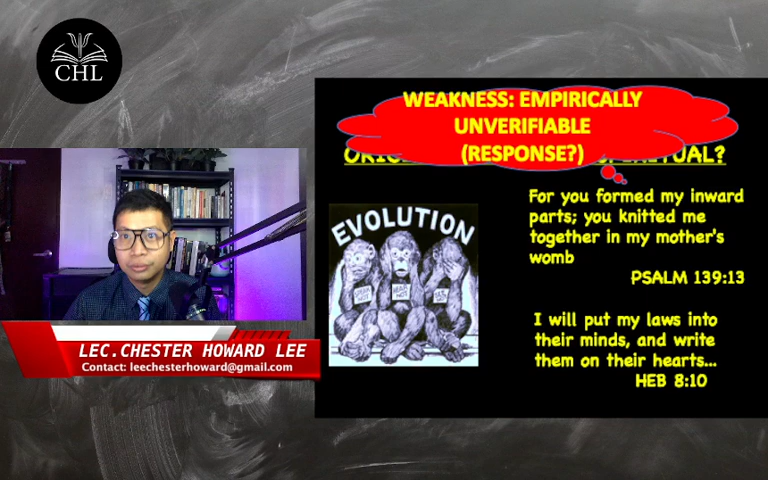 CHL
WEAKNESS: EMPIRICALLY
UNVERIFIABLE
(RESPONSE?)
EVOLUTION
For you formed my inward
parts; you knitted me
together in my mother's
womb
PSALM 139:13
I will put my laws into
their minds, and write
them on their hearts...
HEB 8:10
LEC.CHESTER HOWARD LEE
Contact: leechesterhoward@gmail.com